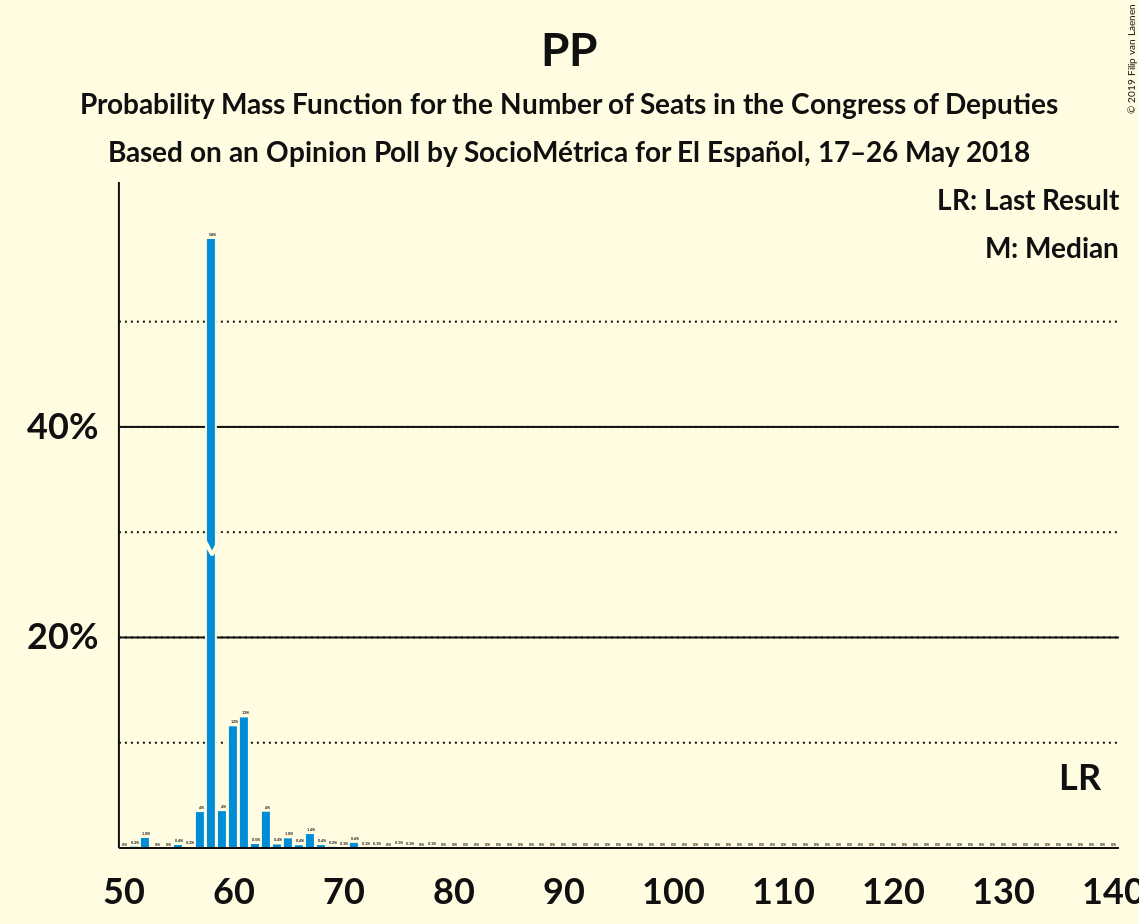 PP
Probability Mass Function for the Number of Seats in the Congress of Deputies
Based on an Opinion Poll by SocioMétrica for El Español, 17–26 May 2018
© 2019 Filip van Laenen
LR: Last Result
M: Median
40%
20%
M
LR
50 60 70 80 90 100 110 120 130 140